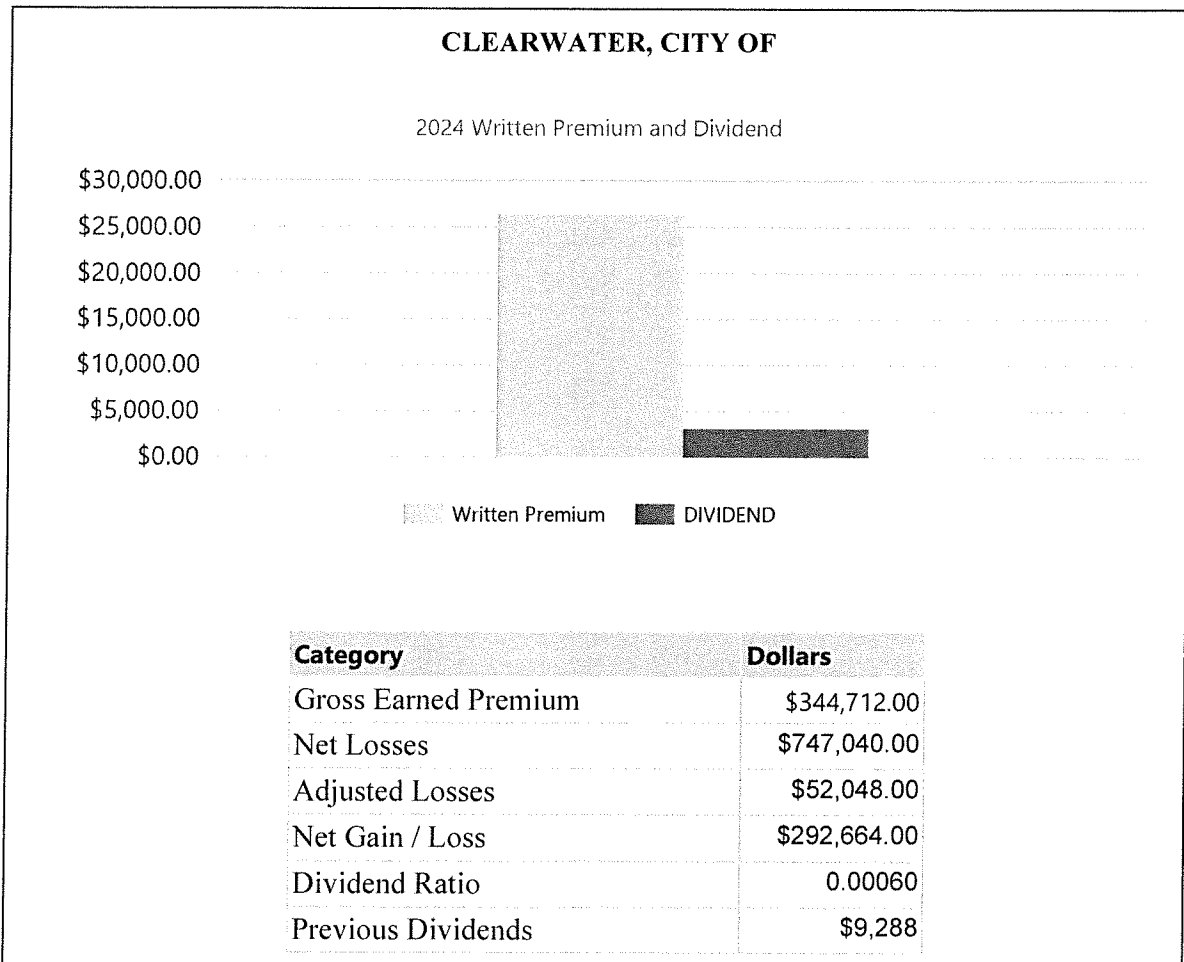 CLEARWATER, CITY OF
2024 Written Premium and Dividend
$30,000.00
$25,000.00
$20,000.00
$15,000.00
$10,000.00
$5,000.00
$0.00
Written Premium DIVIDEND
Category Dollars
Gross Earned Premium $344,712.00
Net Losses $747,040.00
Adjusted Losses $52,048.00
Net Gain / Loss $292,664.00
Dividend Ratio 0.00060
Previous Dividends $9,288